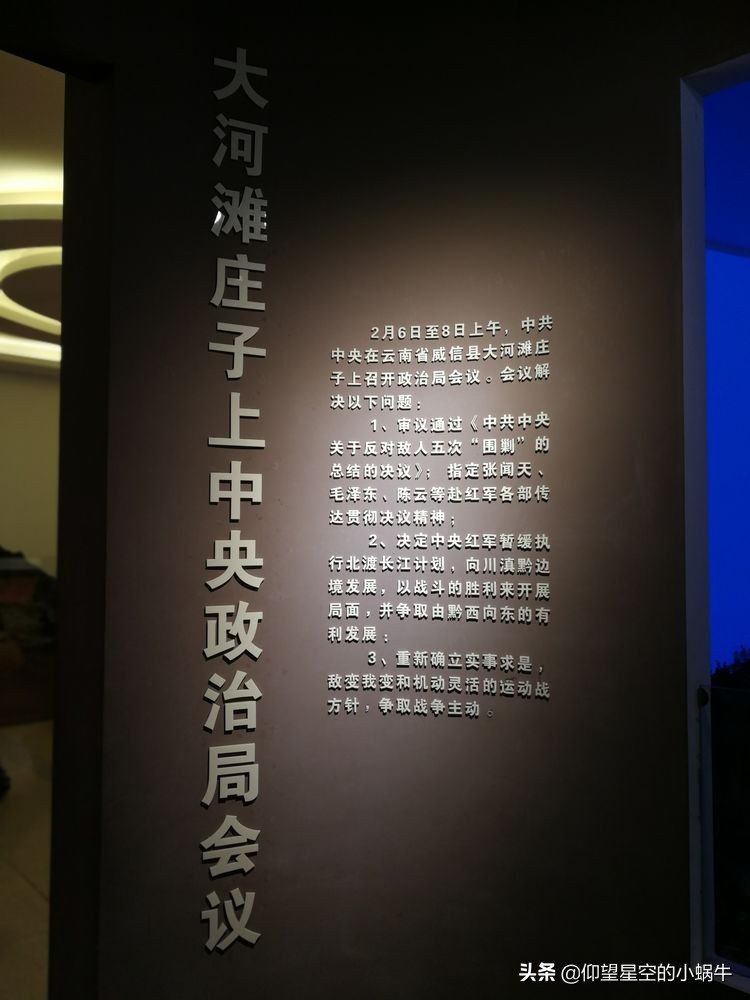 大河滩庄子上中央政治局会议
2月6日至8日上午，中共
中央在云南省威信县大河滩庄
子上召开政治局会议。会议解
决以下问题：
1、审议通过《中共中央
关于反对敌人五次“围剿”的
总结的决议》；指定张闻天、
毛泽东、陈云等赴红军各部传
达贯彻决议精神；
2、决定中央红军暂缓执
行北渡长江计划，向川滇黔边
境发展，以战斗的胜利来开展
局面，并争取由黔西向东的有
利发展；
3、重新确立实事求是，
敌变我变和机动灵活的运动战
方针，争取战争主动。
头条 @仰望星空的小蜗牛